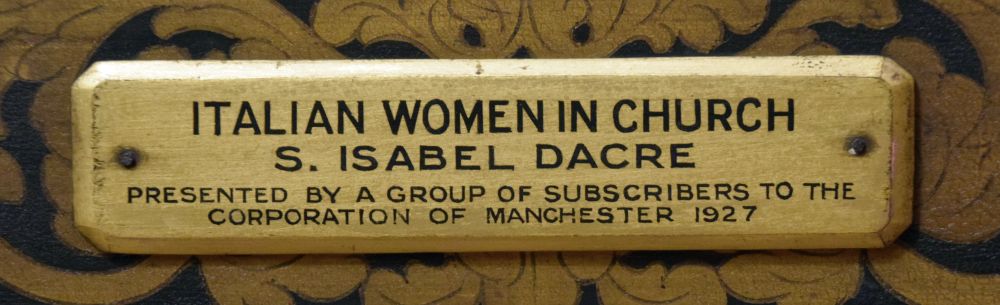 ITALIAN WOMEN IN CHURCH
S. ISABEL DACRE
PRESENTED BY A GROUP OF SUBSCRIBERS TO THE
CORPORATION OF MANCHESTER 1927